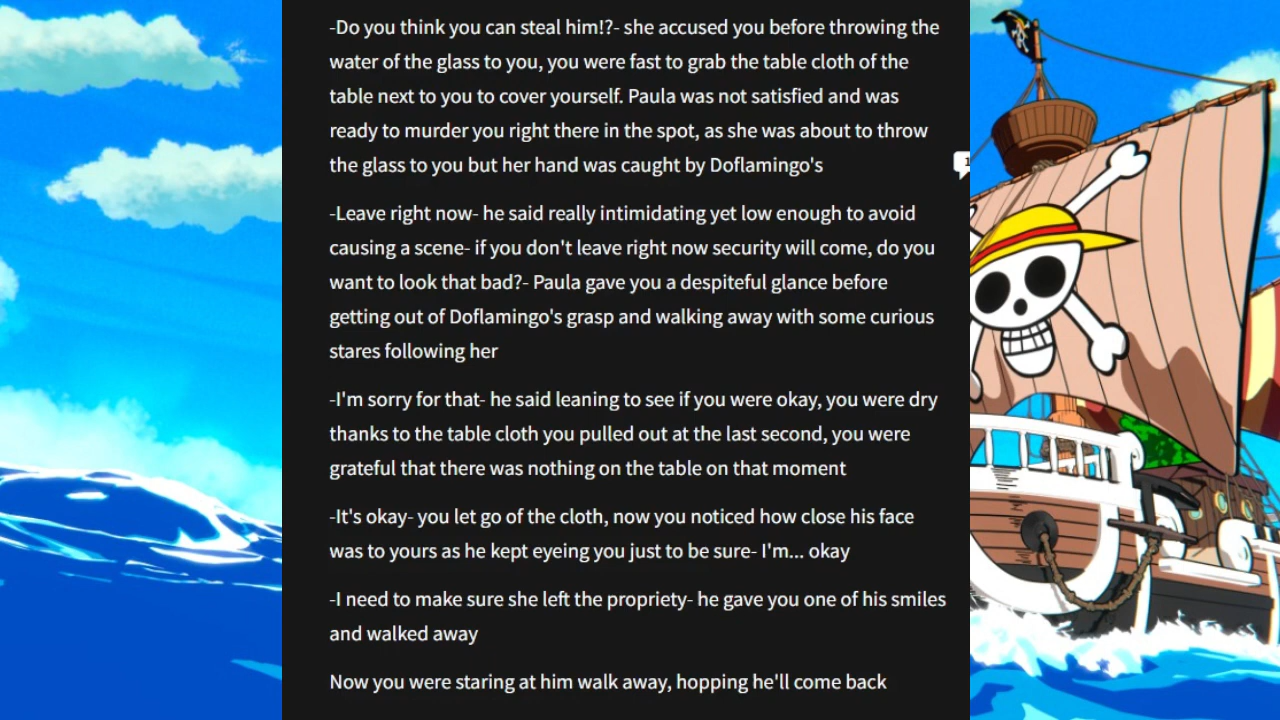 -Do you think you can steal him!?- she accused you before throwing the
water of the glass to you, you were fast to grab the table cloth of the
table next to you to cover yourself. Paula was not satisfied and was
ready to murder you right there in the spot, as she was about to throw
the glass to you but her hand was caught by Doflamingo's
1
-Leave right now- he said really intimidating yet low enough to avoid
causing a scene- if you don't leave right now security will come, do you
want to look that bad?- Paula gave you a despiteful glance before
getting out of Doflamingo's grasp and walking away with some curious
stares following her
-I'm sorry for that- he said leaning to see if you were okay, you were dry
thanks to the table cloth you pulled out at the last second, you were
grateful that there was nothing on the table on that moment
-It's okay- you let go of the cloth, now you noticed how close his face
was to yours as he kept eyeing you just to be sure- I'm... okay
-I need to make sure she left the propriety- he gave you one of his smiles
and walked away
Now you were staring at him walk away, hopping he'll come back